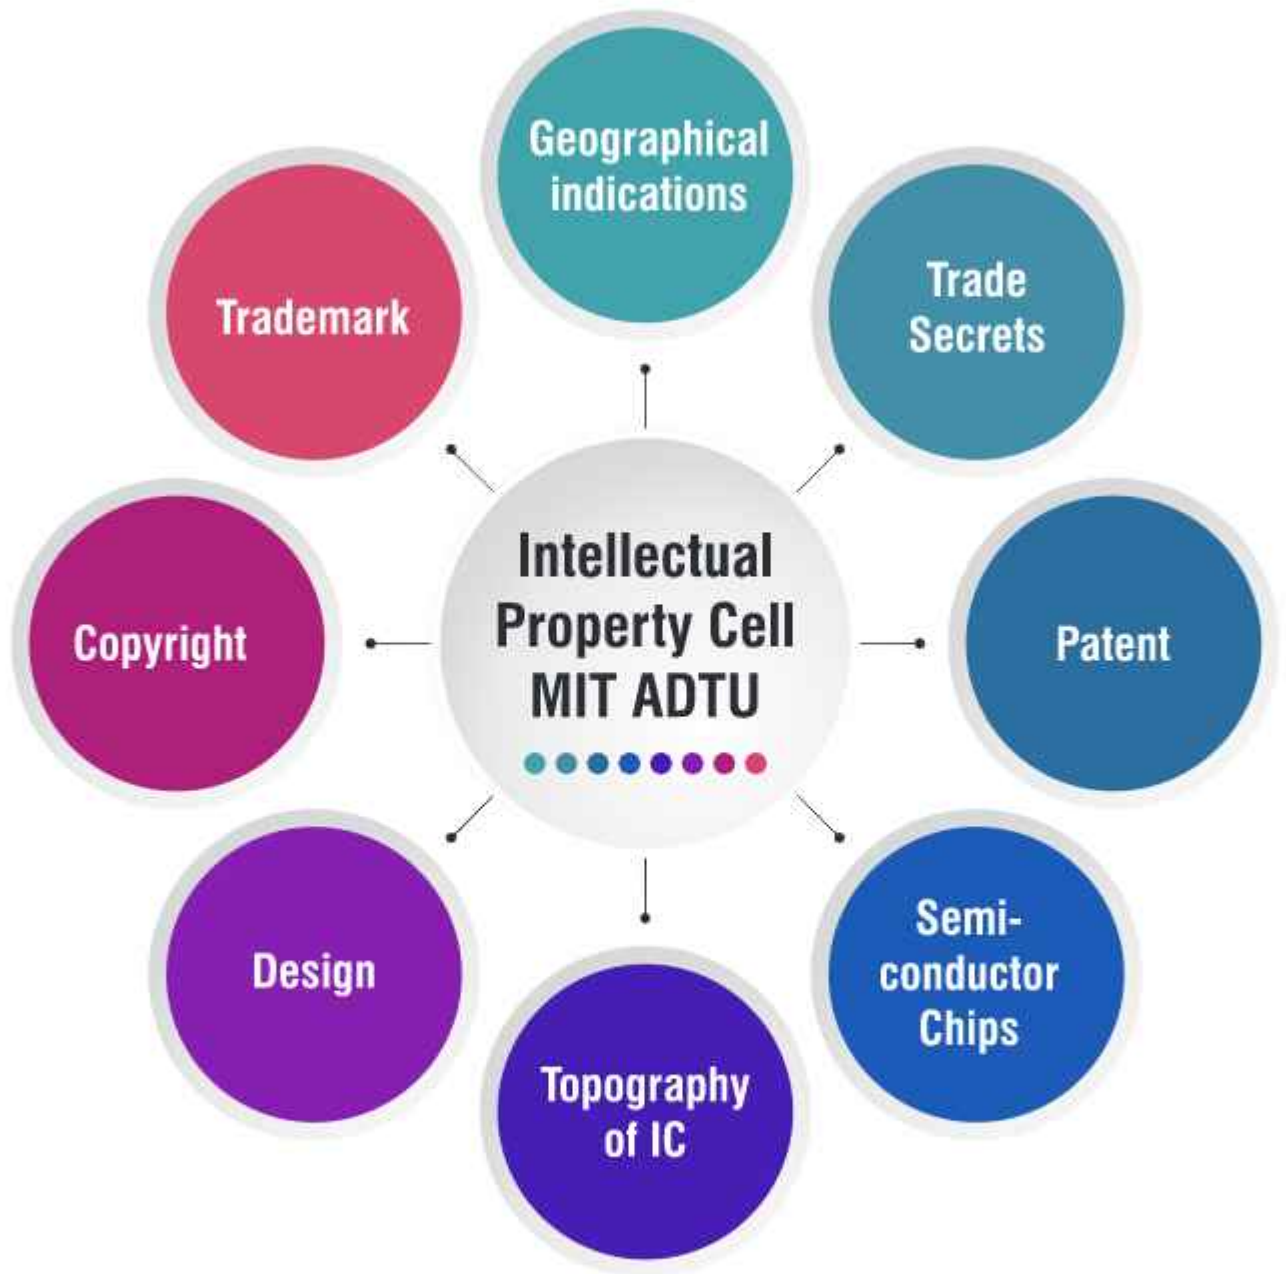 Geographical
indications
Trade
Secrets
Patent
Semi-
conductor
Chips
Topography
of IC
Design
Copyright
Trademark
Intellectual
Property Cell
MIT ADTU